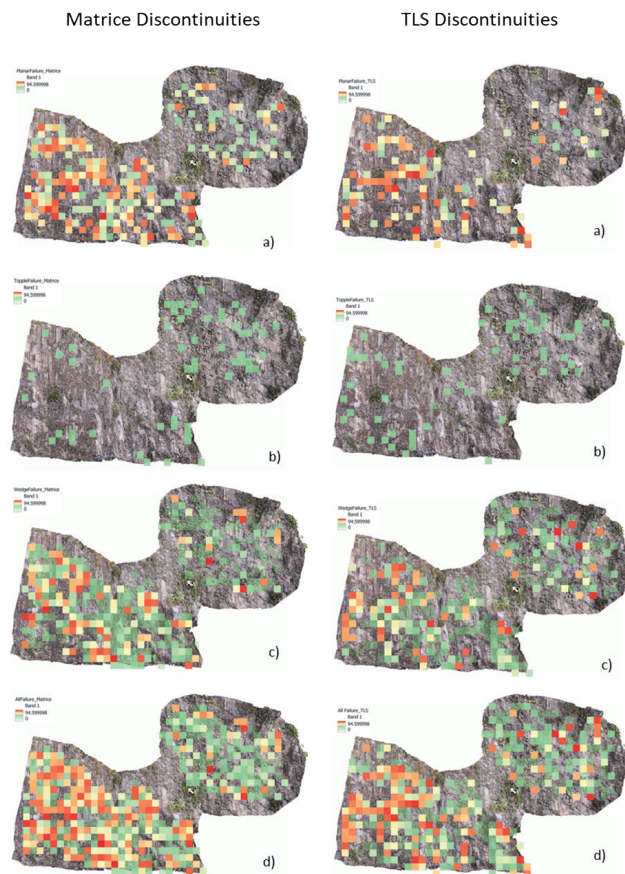 Matrice Discontinuities
TLS Discontinuities
PlanarFailure_Matrice
Band 1
94.599998
0
a)
PlanarFailure_TLS
Band 1
94.599998
0
a)
ToppleFailure_Matrice
Band 1
94.599998
0
b)
ToppleFailure_TLS
Band 1
94.599998
0
b)
WedgeFailure_Matrice
Band 1
94.599998
0
c)
WedgeFailure_TLS
Band 1
94.599998
0
c)
AllFailure_Matrice
Band 1
94.599998
0
d)
All Failure_TLS
Band 1
94.599998
0
d)